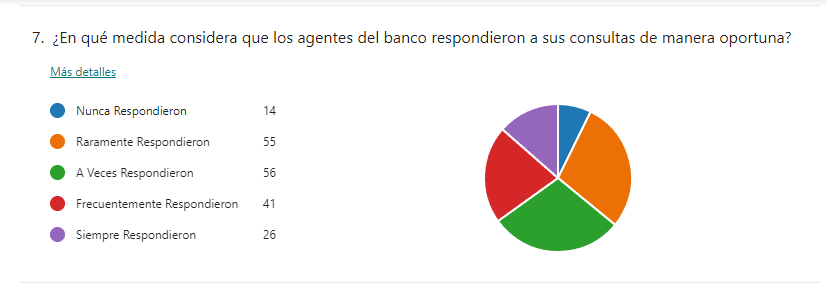 7. ¿En qué medida considera que los agentes del banco respondieron a sus consultas de manera oportuna?
Más detalles
Nunca Respondieron 14
Raramente Respondieron 55
A Veces Respondieron 56
Frecuentemente Respondieron 41
Siempre Respondieron 26